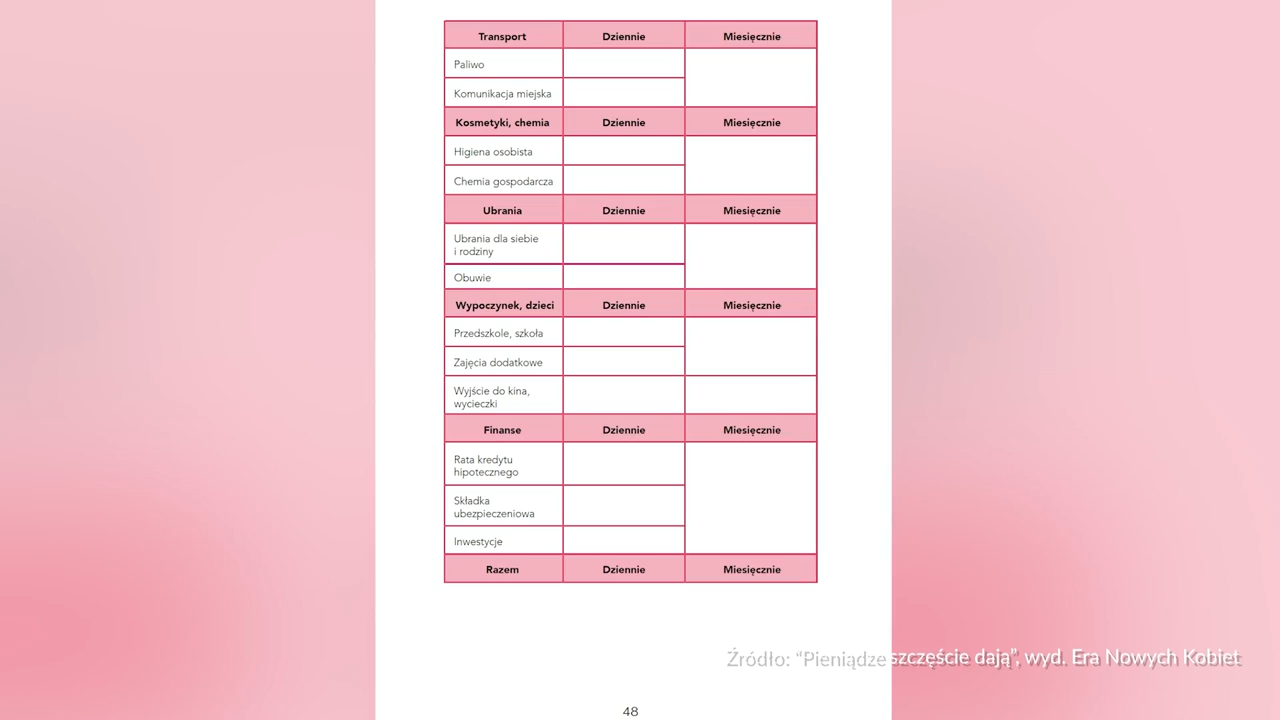 Transport Dziennie Miesięcznie
Paliwo
Komunikacja miejska
Kosmetyki, chemia Dziennie Miesięcznie
Higiena osobista
Chemia gospodarcza
Ubrania Dziennie Miesięcznie
Ubrania dla siebie
i rodziny
Obuwie
Wypoczynek, dzieci Dziennie Miesięcznie
Przedszkole, szkoła
Zajęcia dodatkowe
Wyjście do kina,
wycieczki
Finanse Dziennie Miesięcznie
Rata kredytu
hipotecznego
Składka
ubezpieczeniowa
Inwestycje
Razem Dziennie Miesięcznie
Źródło: "Pieniądze szczęście dają", wyd. Era Nowych Kobiet
48